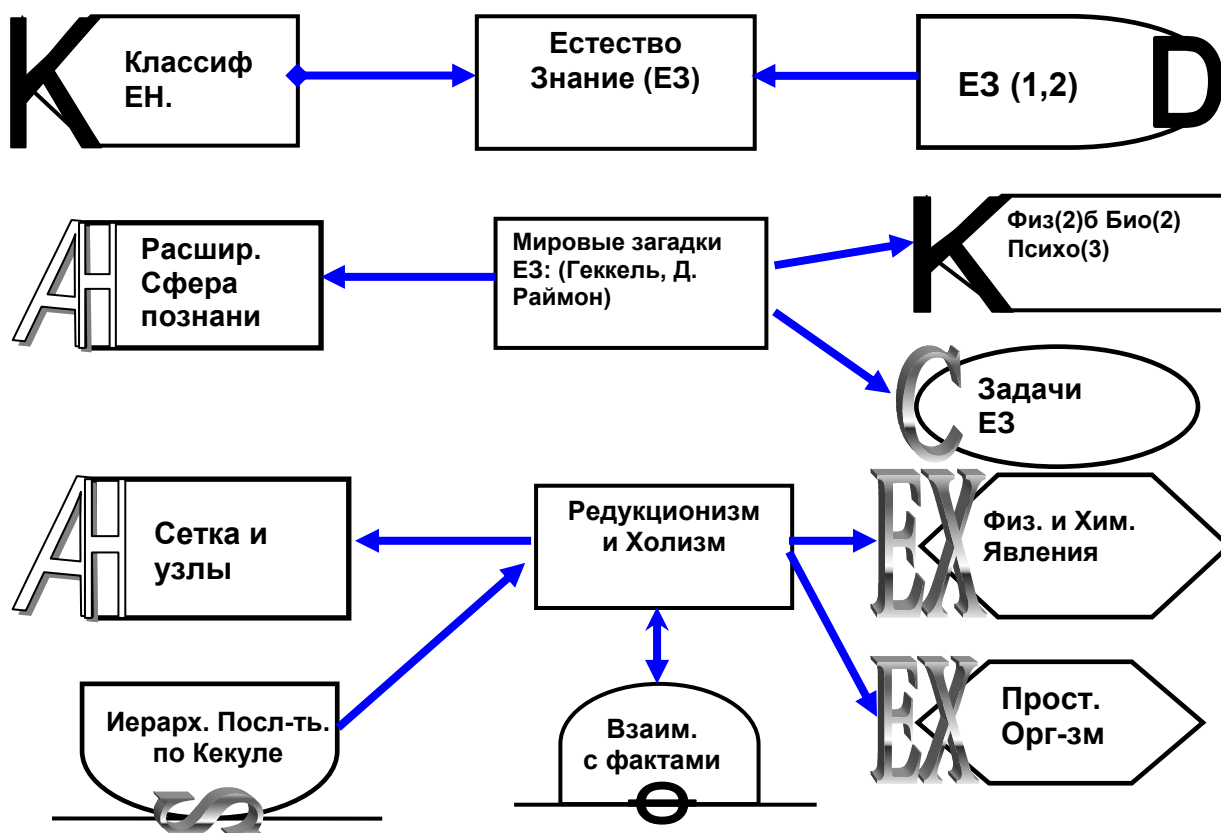 К
Классиф
ЕН.
Естество
Знание (ЕЗ)
ЕЗ (1,2)
D
А
Расшир.
Сфера
познани
Мировые загадки
ЕЗ: (Геккель, Д.
Раймон)
К
Физ(2)б Био(2)
Психо(3)
С
Задачи
ЕЗ
А
Сетка и
узлы
Редукционизм
и Холизм
EX
Физ. и Хим.
Явления
Иерарх. Посл-ть.
по Кекуле
S
Взаим.
с фактами
О
EX
Прост.
Орг-зм